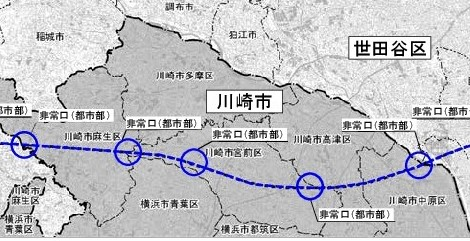 調布市
稲城市
狛江市
世田谷区
川崎市多摩区
川崎市
都市部）
非常口（都市部）
非常口（都市部）
非常口（都市部）
非常口（都市部）
川崎市麻生区
川崎市高津区
川崎市宮前区
川崎市
麻生区
横浜市青葉区
非常口（都市部）
川崎市中原区
横浜市
青葉区
横浜市都筑区